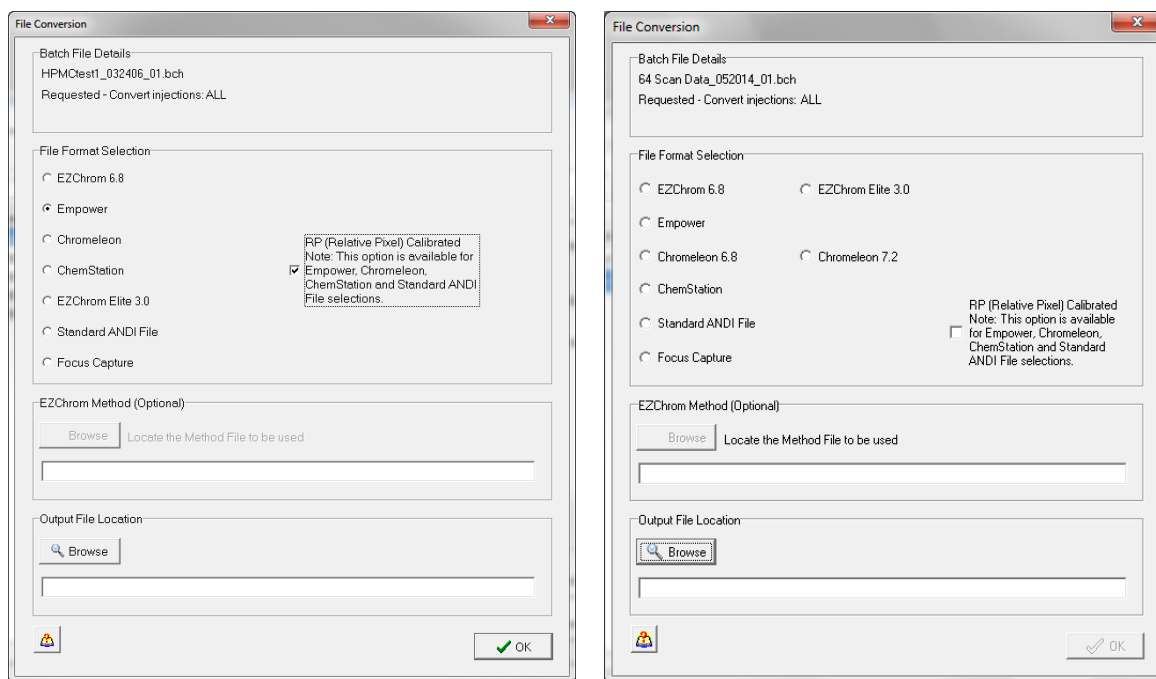 File Conversion
Batch File Details
HPMCtest1_032406_01.bch
Requested - Convert injections: ALL
File Format Selection
EZChrom 6.8
Empower
Chromeleon
ChemStation
EZChrom Elite 3.0
Standard ANDI File
Focus Capture
RP (Relative Pixel) Calibrated
Note: This option is available for
Empower, Chromeleon,
ChemStation and Standard ANDI
File selections.
EZChrom Method (Optional)
Browse Locate the Method File to be used
Output File Location
Browse
OK
File Conversion
Batch File Details
64 Scan Data_052014_01.bch
Requested - Convert injections: ALL
File Format Selection
EZChrom 6.8 EZChrom Elite 3.0
Empower
Chromeleon 6.8 Chromeleon 7.2
ChemStation
Standard ANDI File
Focus Capture
RP (Relative Pixel) Calibrated
Note: This option is available
for Empower, Chromeleon,
ChemStation and Standard
ANDI File selections.
EZChrom Method (Optional)
Browse Locate the Method File to be used
Output File Location
Browse
OK